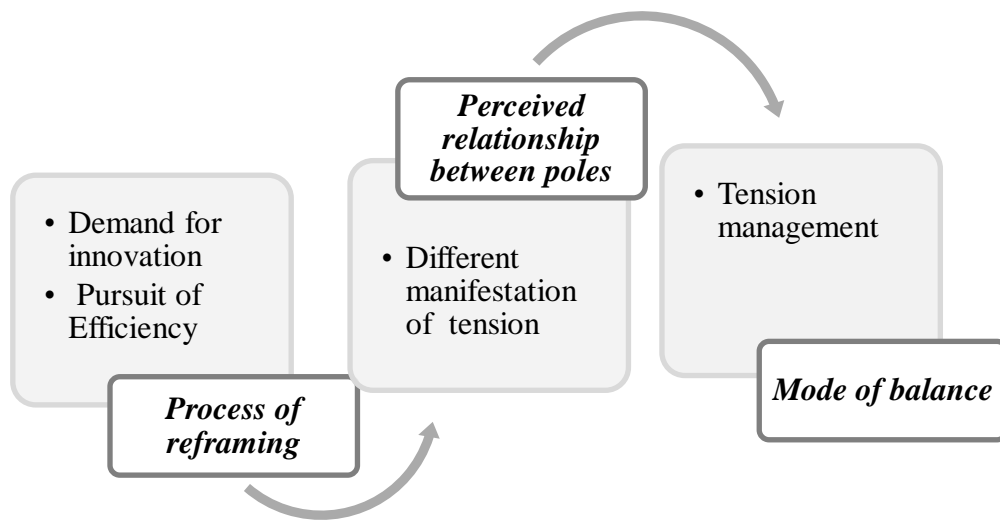 • Demand for
innovation
• Pursuit of
Efficiency
Process of
reframing
Perceived
relationship
between poles
• Different
manifestation
of tension
• Tension
management
Mode of balance